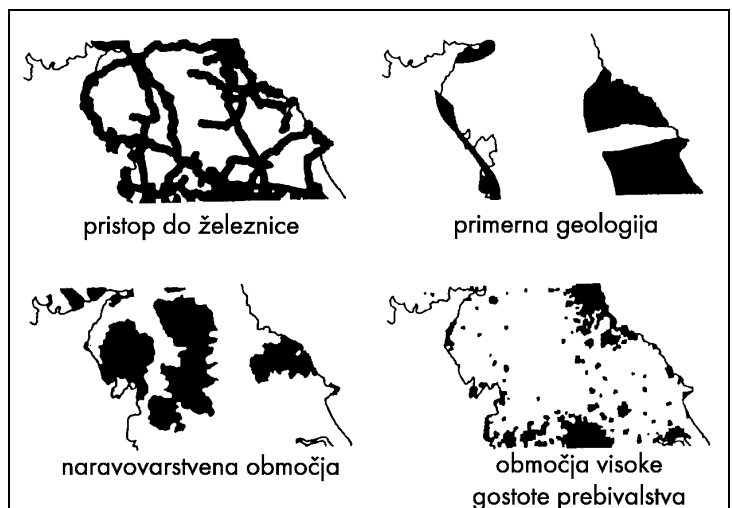 pristop do železnice
primerna geologija
naravovarstvena območja
območja visoke
gostote prebivalstva